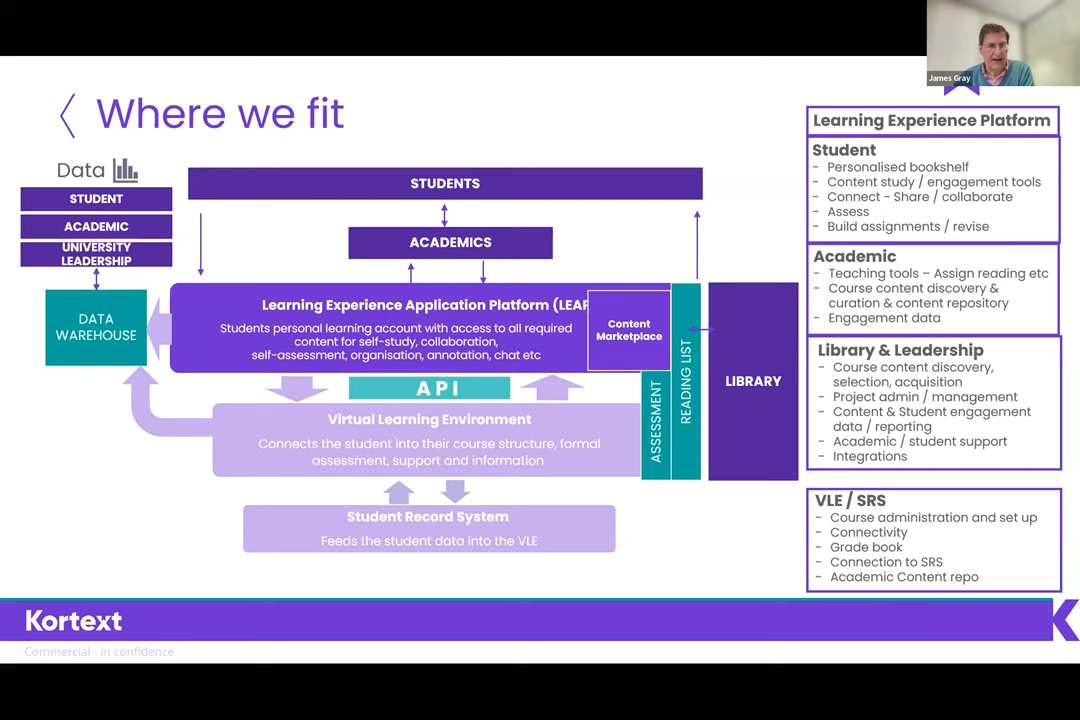 James Gray
Where we fit
Data
STUDENT
ACADEMIC
UNIVERSITY
LEADERSHIP
DATA
WAREHOUSE
STUDENTS
ACADEMICS
Learning Experience Application Platform (LEAF
Students personal learning account with access to all required
content for self-study, collaboration,
self-assessment, organisation, annotation, chat etc
Content
Marketplace
API
Virtual Learning Environment
Connects the student into their course structure, formal
assessment, support and information
Student Record System
Feeds the student data into the VLE
ASSESSMENT
READING LIST
LIBRARY
Learning Experience Platform
Student
- Personalised bookshelf
- Content study / engagement tools
- Connect - Share / collaborate
- Assess
- Build assignments / revise
Academic
- Teaching tools – Assign reading etc
- Course content discovery &
curation & content repository
- Engagement data
Library & Leadership
- Course content discovery,
selection, acquisition
- Project admin / management
- Content & Student engagement
data / reporting
- Academic / student support
- Integrations
VLE / SRS
- Course administration and set up
- Connectivity
- Grade book
- Connection to SRS
- Academic Content repo
Kortext
Commercial - in confidence